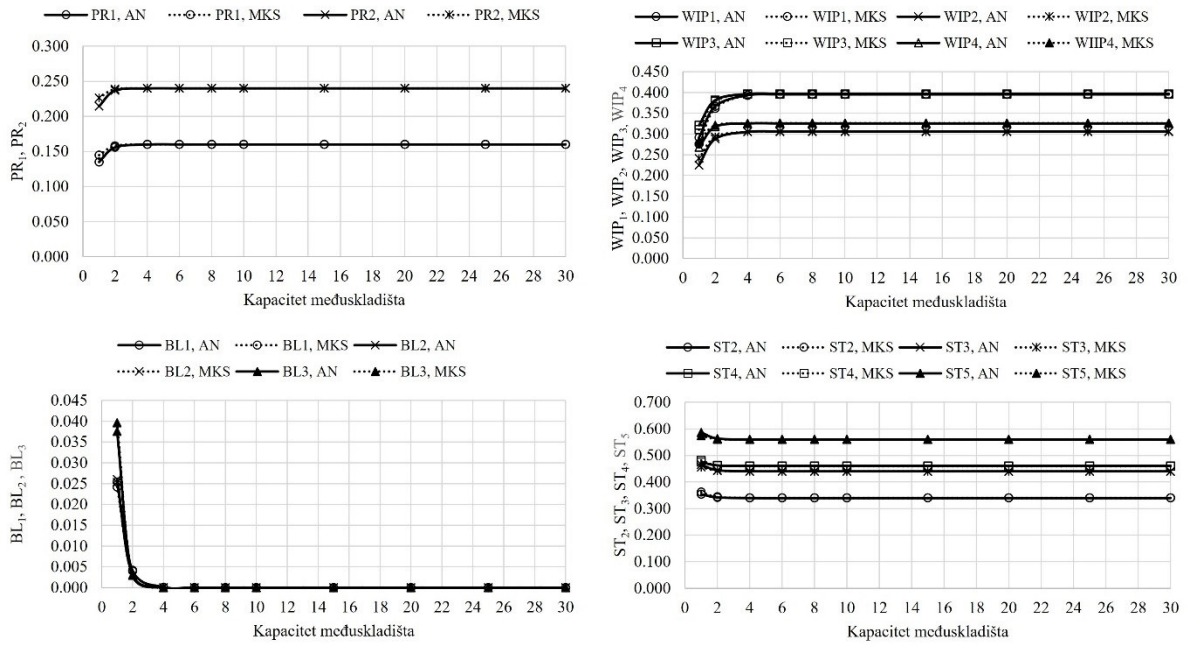 PR1, AN PR1, MKS PR2, AN PR2, MKS
0.300
0.250
0.200
0.150
0.100
0.050
0.000
PR₁, PR₂
0 2 4 6 8 10 12 14 16 18 20 22 24 26 28 30
Kapacitet međuskladišta
WIP1, AN WIP1, MKS WIP2, AN WIP2, MKS
WIP3, AN WIP3, MKS WIP4, AN WIIP4, MKS
0.450
0.400
0.350
0.300
0.250
0.200
0.150
0.100
0.050
0.000
WIP₁, WIP₂, WIP₃, WIP₄
0 2 4 6 8 10 12 14 16 18 20 22 24 26 28 30
Kapacitet međuskladišta
BL1, AN BL1, MKS BL2, AN
BL2, MKS BL3, AN BL3, MKS
0.045
0.040
0.035
0.030
0.025
0.020
0.015
0.010
0.005
0.000
BL₁, BL₂, BL₃
0 2 4 6 8 10 12 14 16 18 20 22 24 26 28 30
Kapacitet međuskladišta
ST2, AN ST2, MKS ST3, AN ST3, MKS
ST4, AN ST4, MKS ST5, AN ST5, MKS
0.700
0.600
0.500
0.400
0.300
0.200
0.100
0.000
ST₂, ST₃, ST₄, ST₅
0 2 4 6 8 10 12 14 16 18 20 22 24 26 28 30
Kapacitet međuskladišta